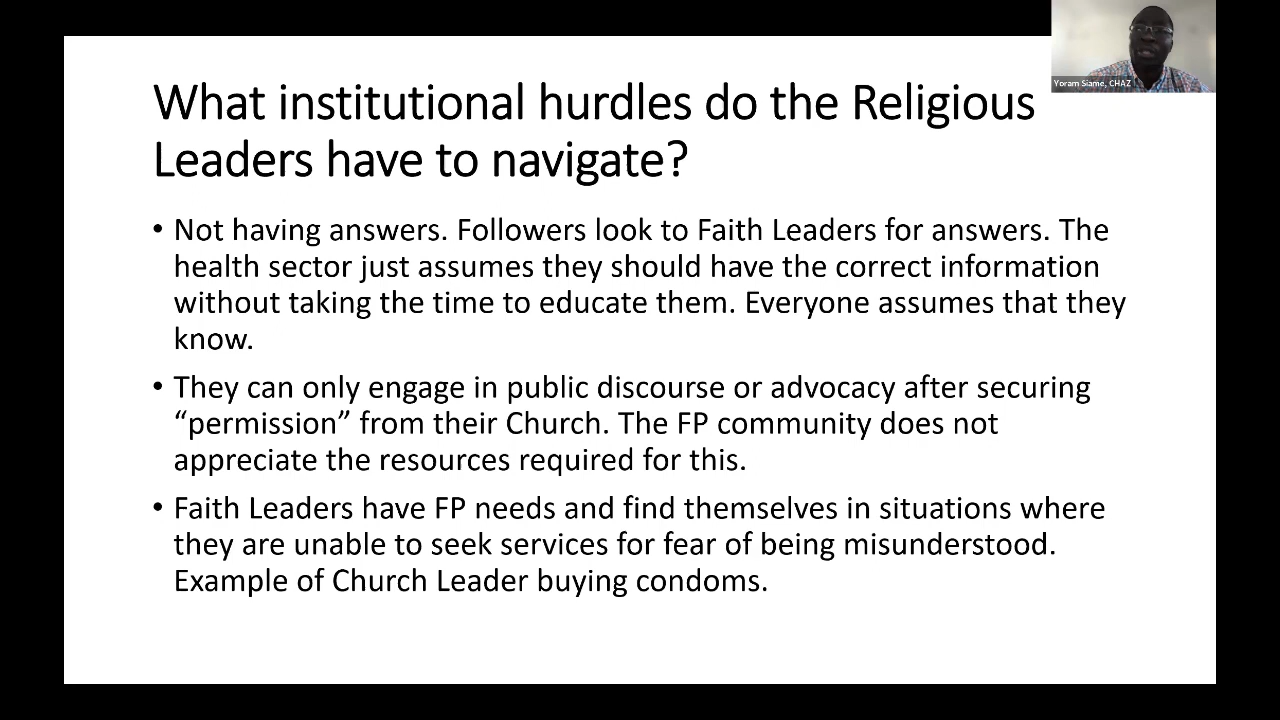 Yoram Siame, CHAZ
What institutional hurdles do the Religious
Leaders have to navigate?
• Not having answers. Followers look to Faith Leaders for answers. The
health sector just assumes they should have the correct information
without taking the time to educate them. Everyone assumes that they
know.
• They can only engage in public discourse or advocacy after securing
“permission” from their Church. The FP community does not
appreciate the resources required for this.
• Faith Leaders have FP needs and find themselves in situations where
they are unable to seek services for fear of being misunderstood.
Example of Church Leader buying condoms.